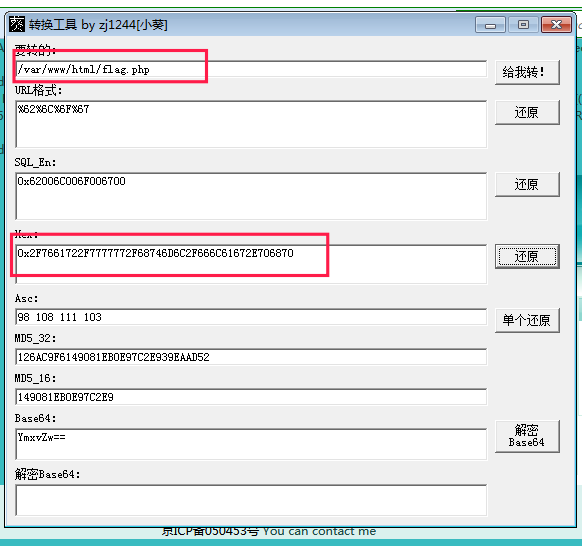 转换工具 by zj1244[小葵]
要转的:
/var/www/html/flag.php
给我转!
URL格式:
%62%6C%6F%67
还原
SQL_En:
0x62006C006F006700
还原
Hex:
0x2F7661722F7777772F68746D6C2F666C61672E706870
还原
Asc:
98 108 111 103
单个还原
MD5_32:
126AC9F6149081EB0E97C2E939EAAD52
MD5_16:
149081EB0E97C2E9
Base64:
YmxvZw==
解密
Base64
解密Base64:
京ICP备050453号 You can contact me